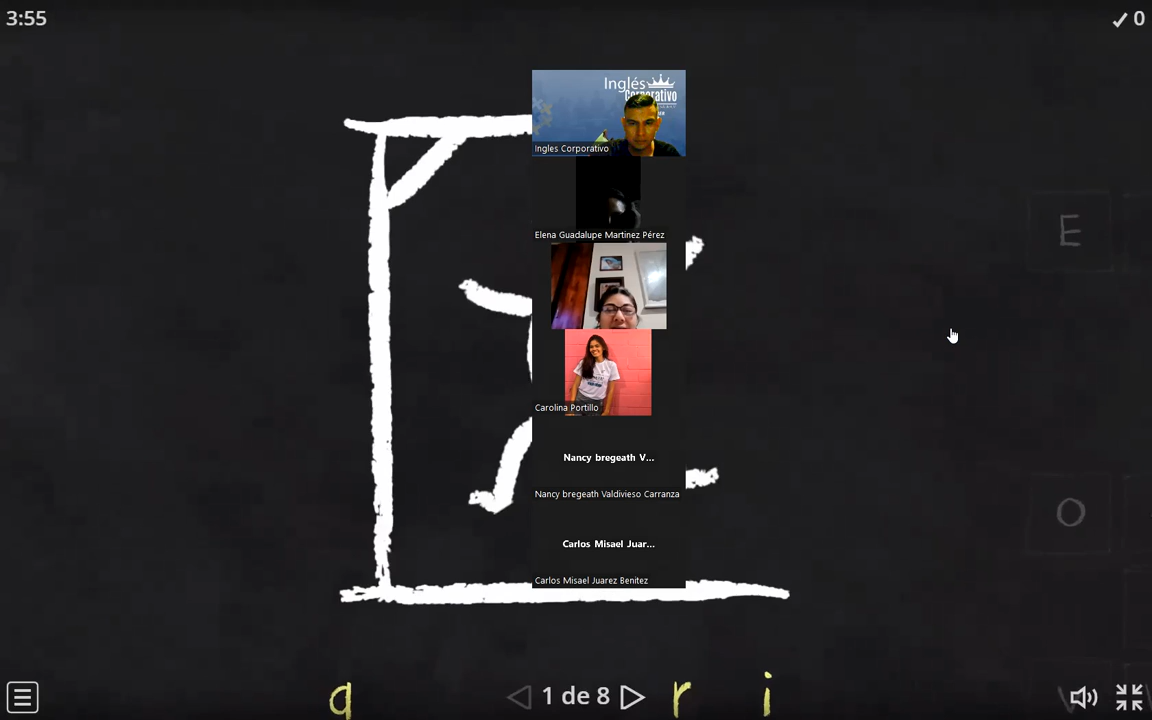 3:55
0
Inglés
Corporativo
Ingles Corporativo
Elena Guadalupe Martinez Pérez
E
Carolina Portillo
Nancy bregeath V...
Nancy bregeath Valdivieso Carranza
O
Carlos Misael Juar...
Carlos Misael Juarez Benitez
q r i
1 de 8